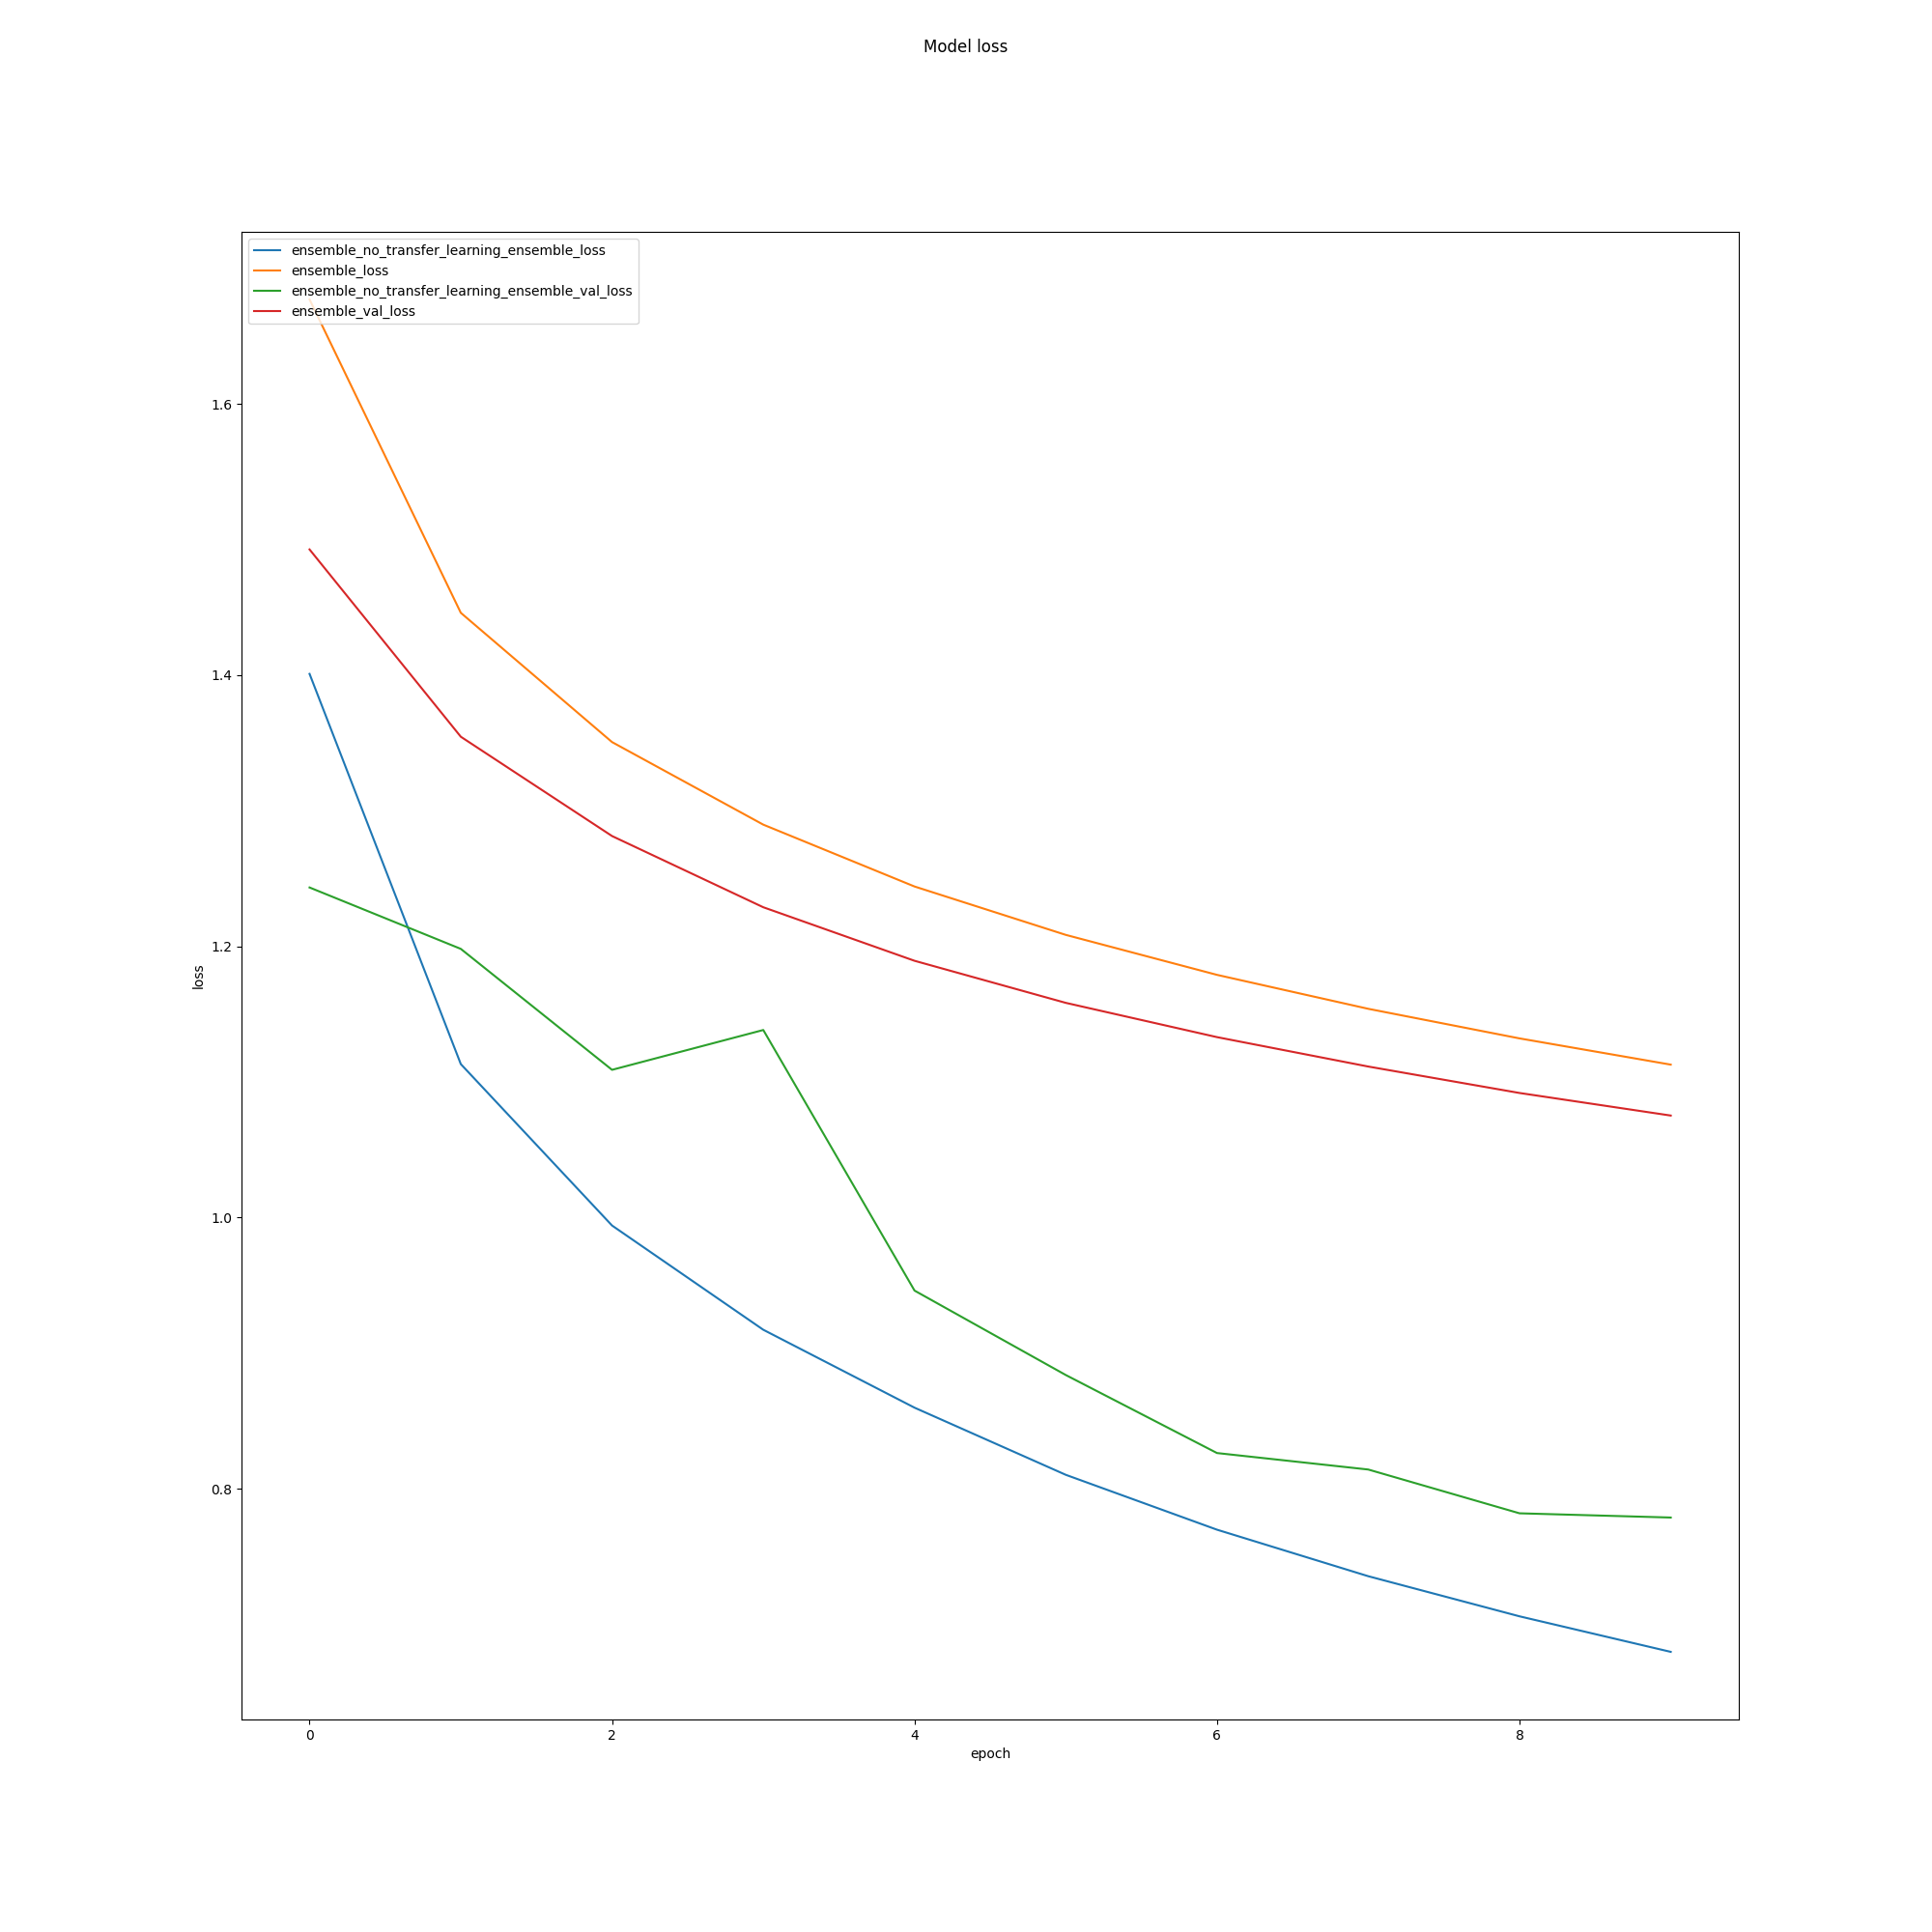 Model loss
ensemble_no_transfer_learning_ensemble_loss
ensemble_loss
ensemble_no_transfer_learning_ensemble_val_loss
ensemble_val_loss
1.6
1.4
1.2
1.0
0.8
loss
0 2 4 6 8
epoch